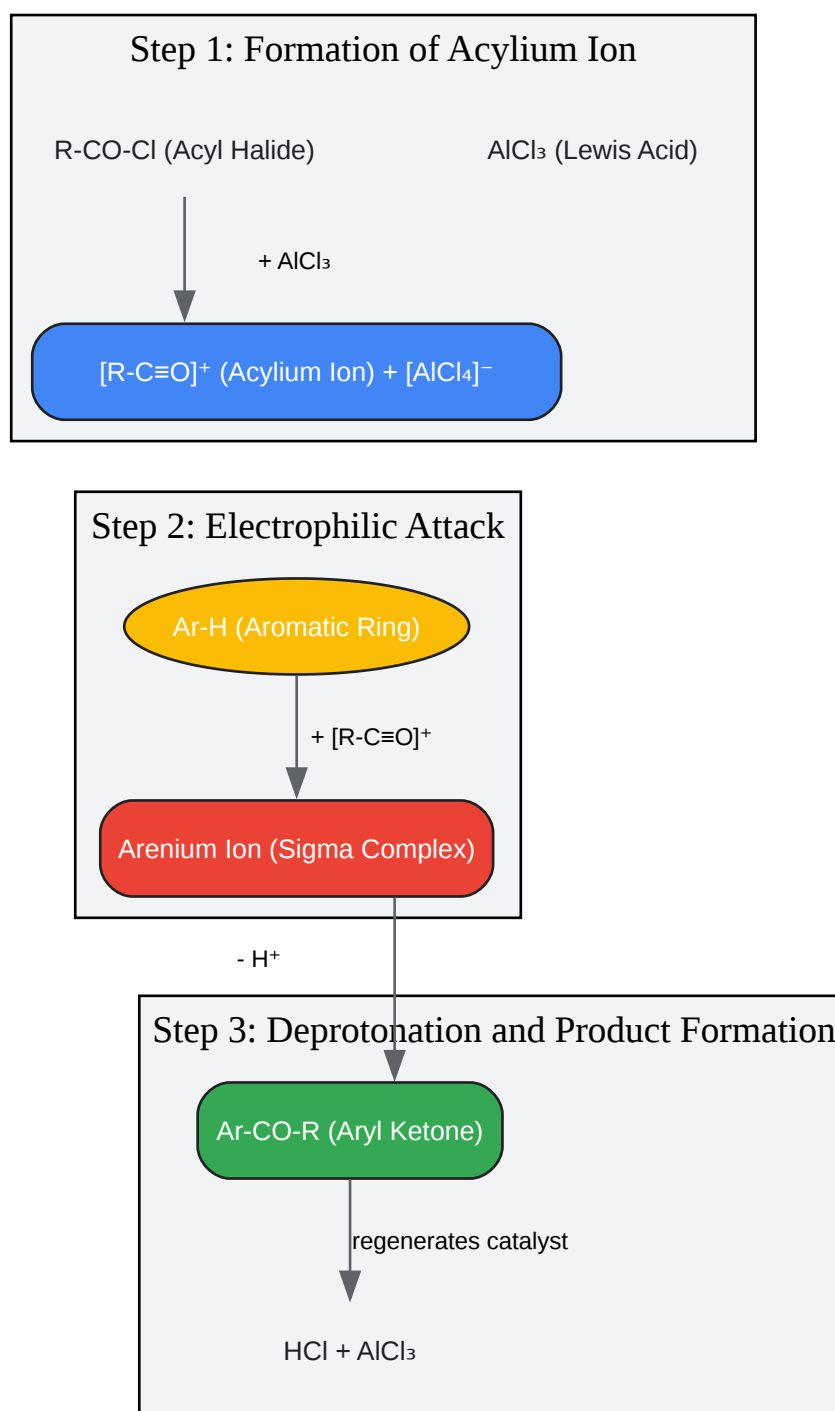 Step 1: Formation of Acylium Ion
R-CO-Cl (Acyl Halide)
AlCl₃ (Lewis Acid)
+ AlCl₃
[R-C≡O]⁺ (Acylium Ion) + [AlCl₄]⁻
Step 2: Electrophilic Attack
Ar-H (Aromatic Ring)
+ [R-C≡O]⁺
Arenium Ion (Sigma Complex)
- H⁺
Step 3: Deprotonation and Product Formation
Ar-CO-R (Aryl Ketone)
regenerates catalyst
HCl + AlCl₃